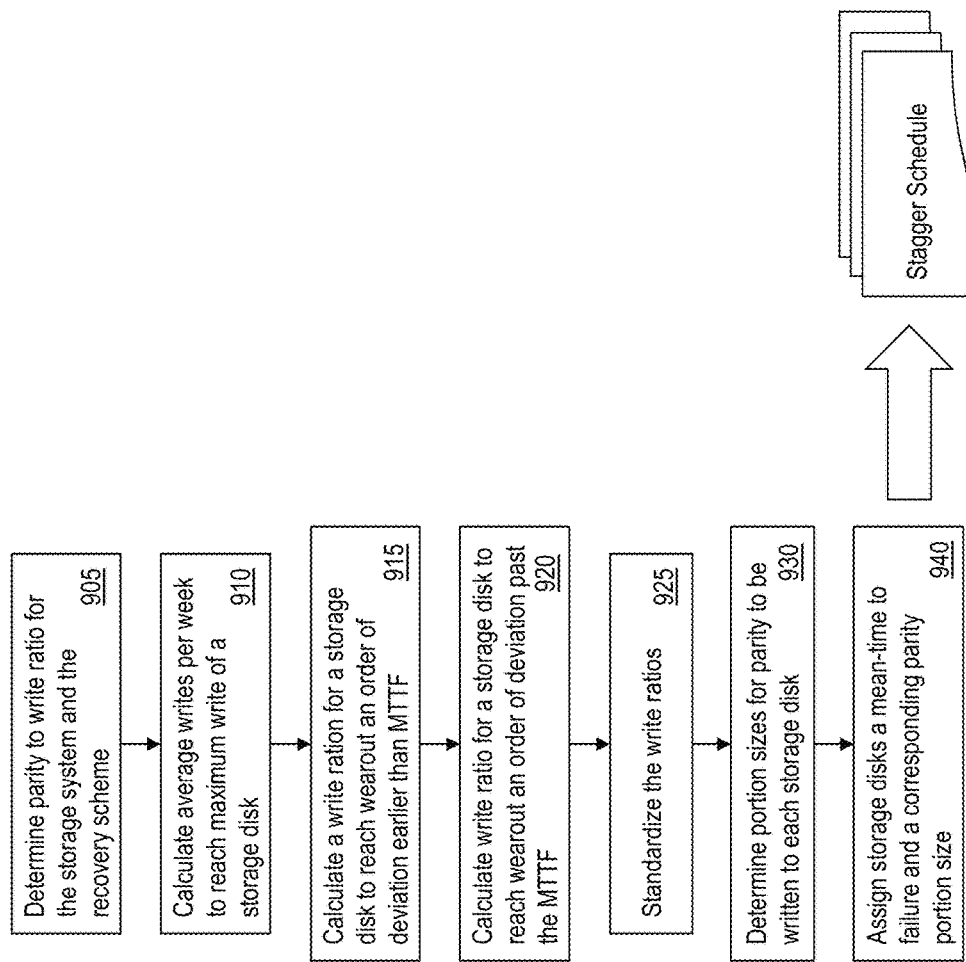 Determine parity to write ratio for
the storage system and the
recovery scheme
905
Calculate average writes per week
to reach maximum write of a
storage disk
910
Calculate a write ration for a storage
disk to reach wearout an order of
deviation earlier than MTTF
915
Calculate write ratio for a storage disk to
reach wearout an order of deviation past
the MTTF
920
Standardize the write ratios
925
Determine portion sizes for parity to be
written to each storage disk
930
Assign storage disks a mean-time to
failure and a corresponding parity
portion size
940
Stagger Schedule